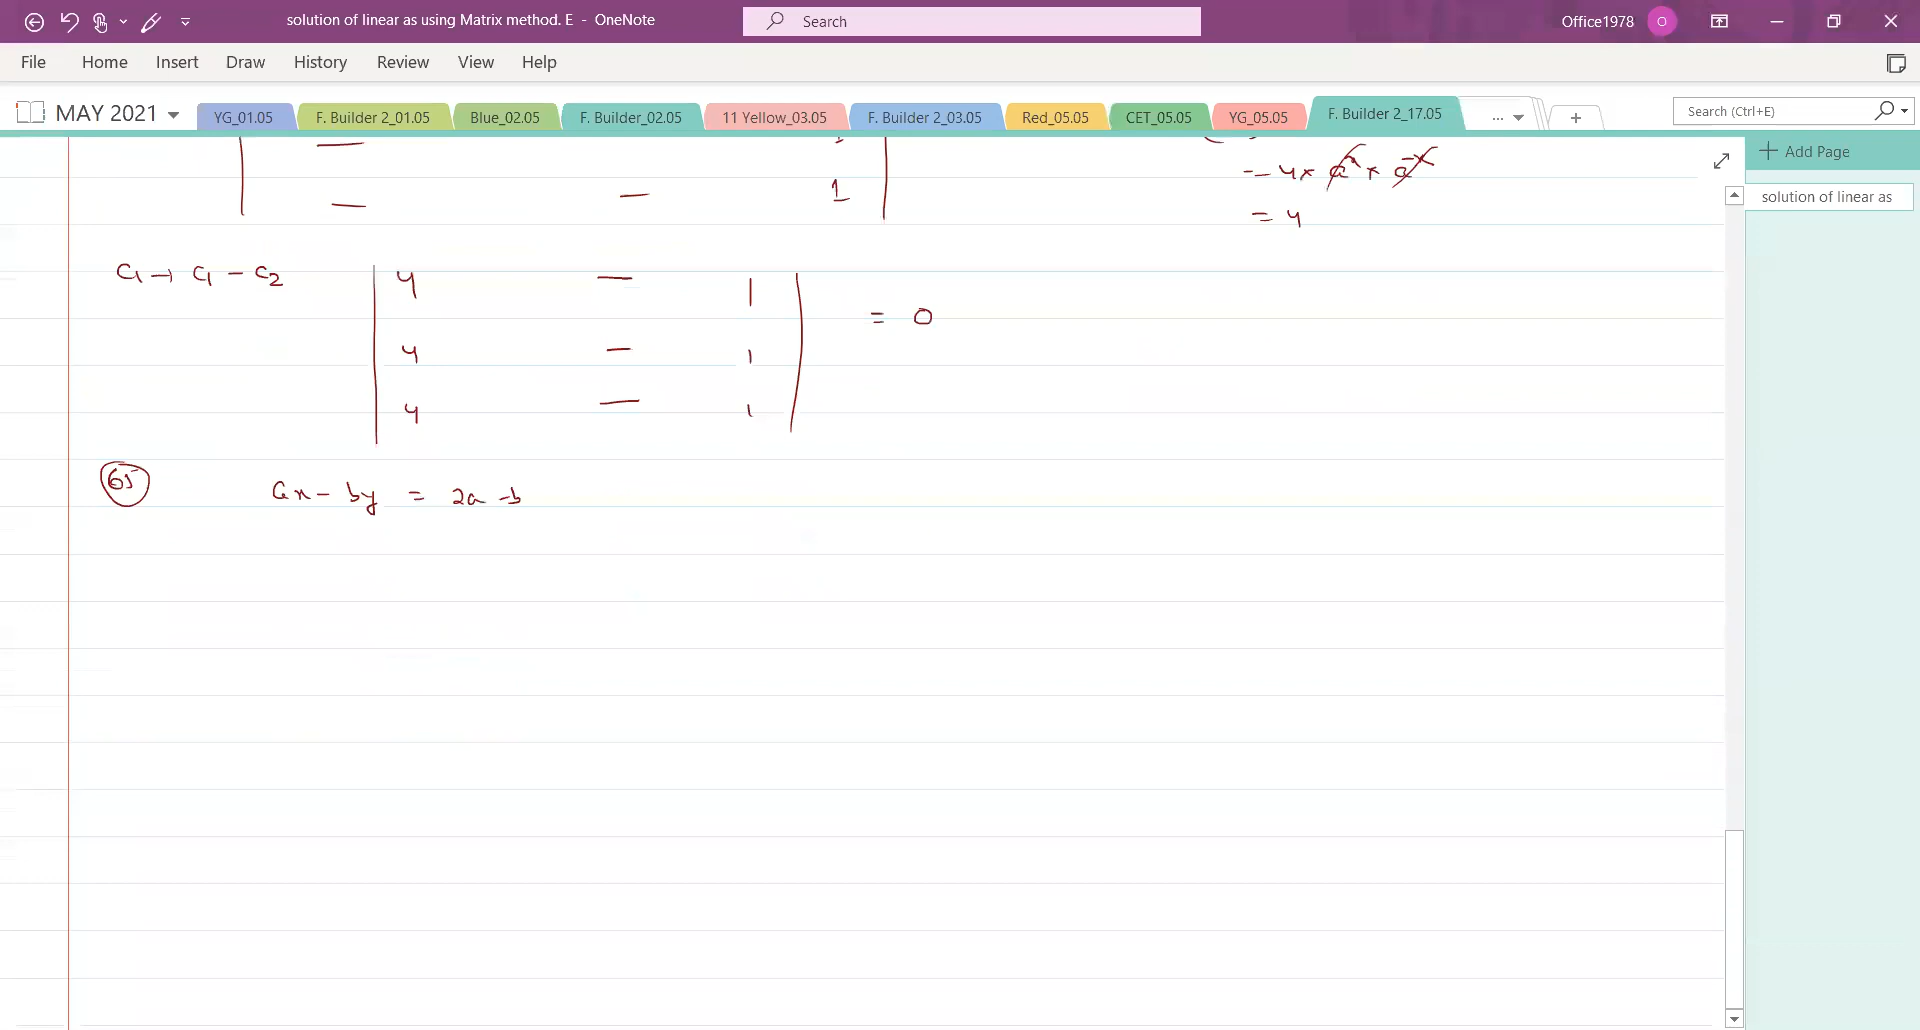 solution of linear as using Matrix method. E - OneNote
Search
Office1978
O
File Home Insert Draw History Review View Help
MAY 2021
YG_01.05
F. Builder 2_01.05
Blue_02.05
F. Builder_02.05
11 Yellow_03.05
F. Builder 2_03.05
Red_05.05
CET_05.05
YG_05.05
F. Builder 2_17.05
...
+
Search (Ctrl+E)
+ Add Page
solution of linear as
— — 1
= 4 × a^x × a^-x
= 4
C1 → C1 - C2
4 — 1
4 — 1
4 — 1
= 0
65
ax - by = 2a - b